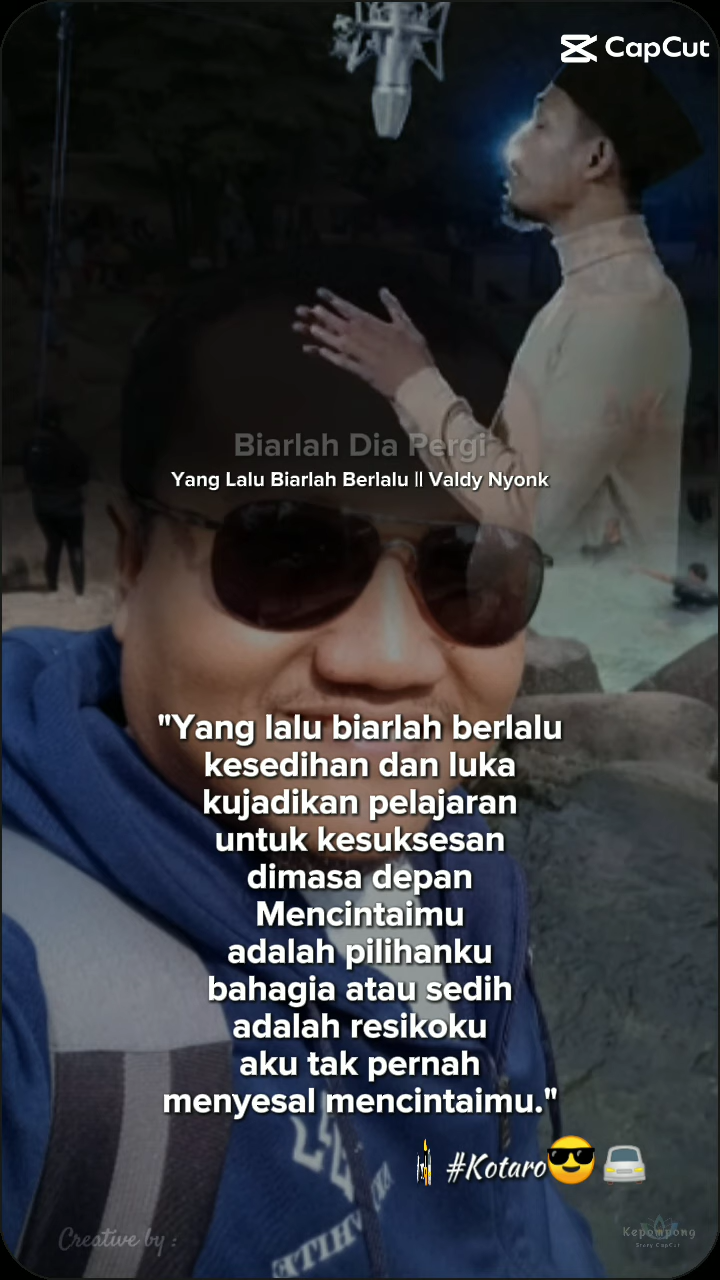 CapCut
Biarlah Dia Pergi
Yang Lalu Biarlah Berlalu || Valdy Nyonk
"Yang lalu biarlah berlalu
kesedihan dan luka
kujadikan pelajaran
untuk kesuksesan
dimasa depan
Mencintaimu
adalah pilihanku
bahagia atau sedih
adalah resikoku
aku tak pernah
menyesal mencintaimu."
#Kotaro😎🚘
Creative by :
Kepompong
Story CapCut